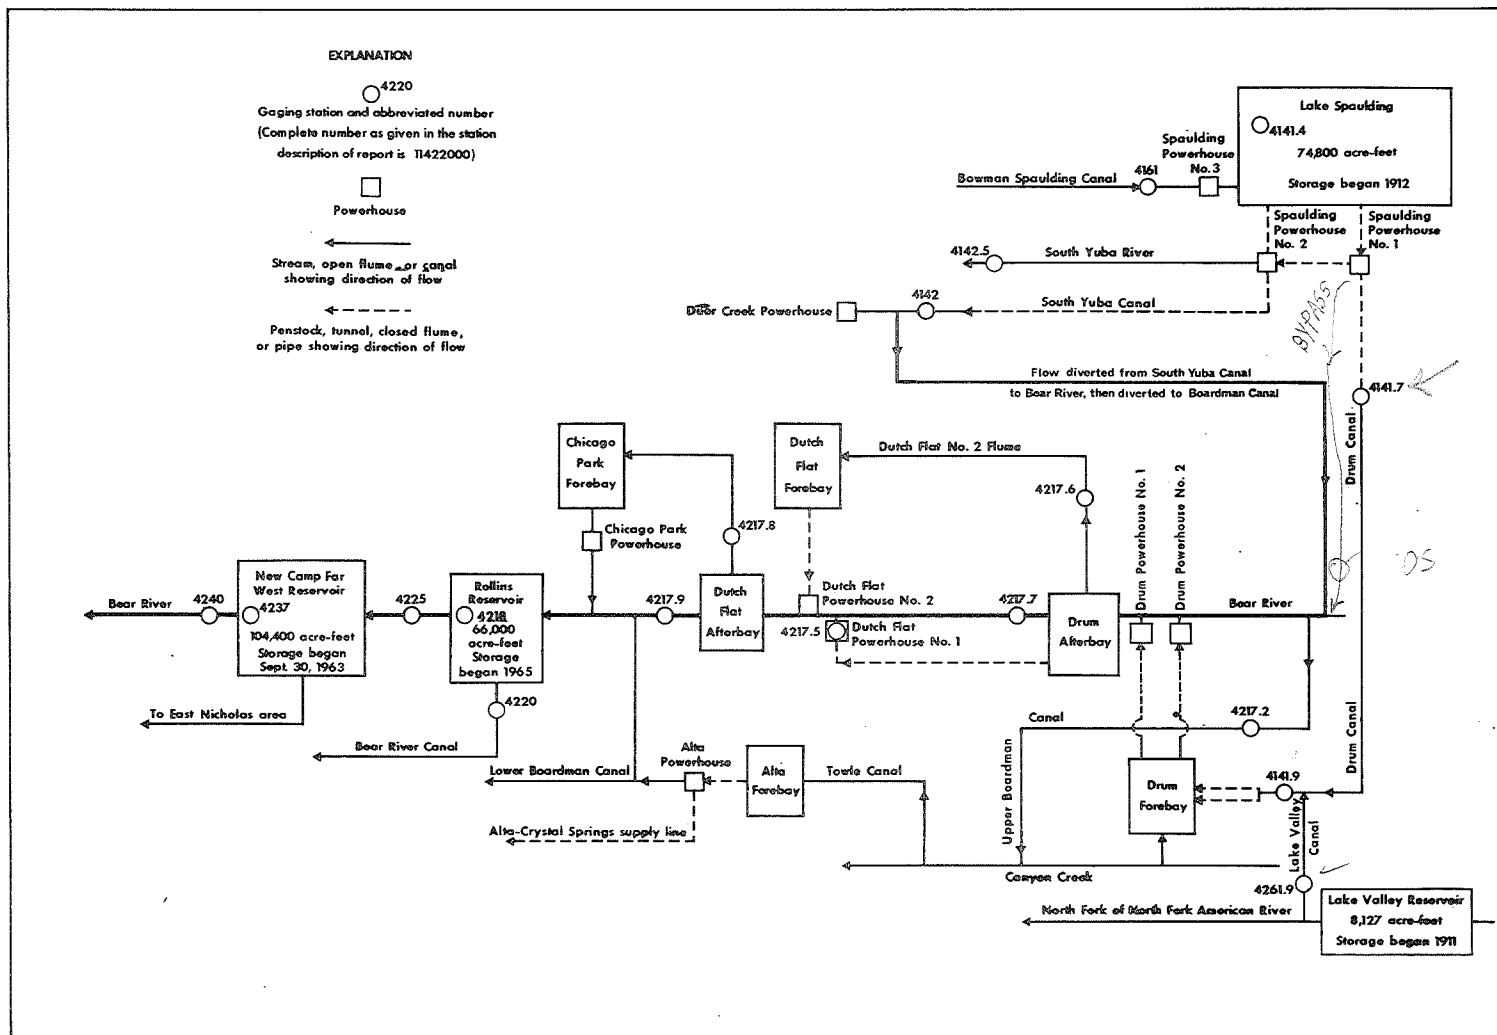 EXPLANATION
4220
Gaging station and abbreviated number
(Complete number as given in the station
description of report is 11422000)
Powerhouse
Stream, open flume, or canal
showing direction of flow
Penstock, tunnel, closed flume,
or pipe showing direction of flow
Lake Spaulding
4141.4
74,800 acre-feet
Storage began 1912
Spaulding
Powerhouse
No. 3
4161
Bowman Spaulding Canal
Spaulding
Powerhouse
No. 2
Spaulding
Powerhouse
No. 1
4142.5
South Yuba River
Deer Creek Powerhouse
4142
South Yuba Canal
BYPASS
Flow diverted from South Yuba Canal
to Bear River, then diverted to Boardman Canal
4141.7
Drum Canal
Chicago
Park
Forebay
Dutch
Flat
Forebay
Dutch Flat No. 2 Flume
4217.6
Drum Powerhouse No. 1
Drum Powerhouse No. 2
4217.8
Chicago Park
Powerhouse
DS
New Camp Far
West Reservoir
4237
104,400 acre-feet
Storage began
Sept. 30, 1963
Bear River
4240
4225
Rollins
Reservoir
4218
66,000
acre-feet
Storage
began 1965
4217.9
Dutch
Flat
Afterbay
Dutch Flat
Powerhouse No. 2
4217.5
Dutch Flat
Powerhouse No. 1
4217.7
Drum
Afterbay
Bear River
To East Nicholas area
4220
Bear River Canal
Canal
4217.2
Upper Boardman
Drum Canal
Lower Boardman Canal
Alta
Powerhouse
Alta
Forebay
Towle Canal
Alta-Crystal Springs supply line
Drum
Forebay
4141.9
Lake Valley
Canal
Canyon Creek
4261.9
North Fork of North Fork American River
Lake Valley Reservoir
8,127 acre-feet
Storage began 1911